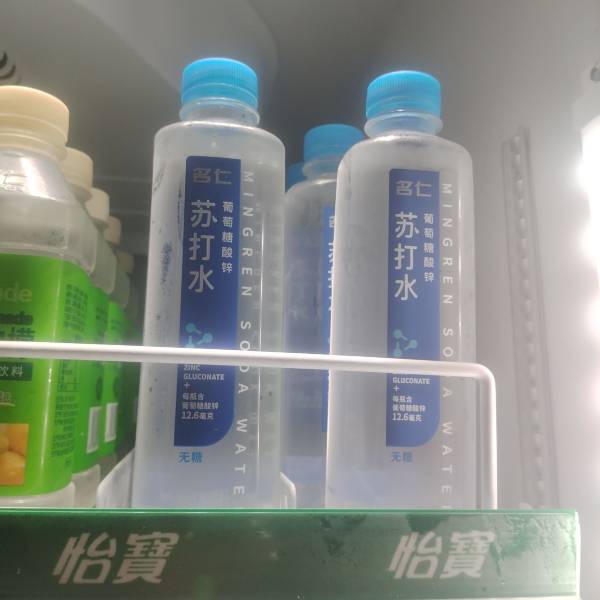 名仁
苏打水
葡萄糖酸锌
MINGREN SODA WATER
ZINC
GLUCONATE
+
每瓶含
葡萄糖酸锌
12.6毫克
无糖
名仁
苏打水
葡萄糖酸锌
MINGREN SODA WATE
GLUCONATE
+
每瓶含
葡萄糖酸锌
12.6毫克
无糖
饮料
怡寶
怡寶